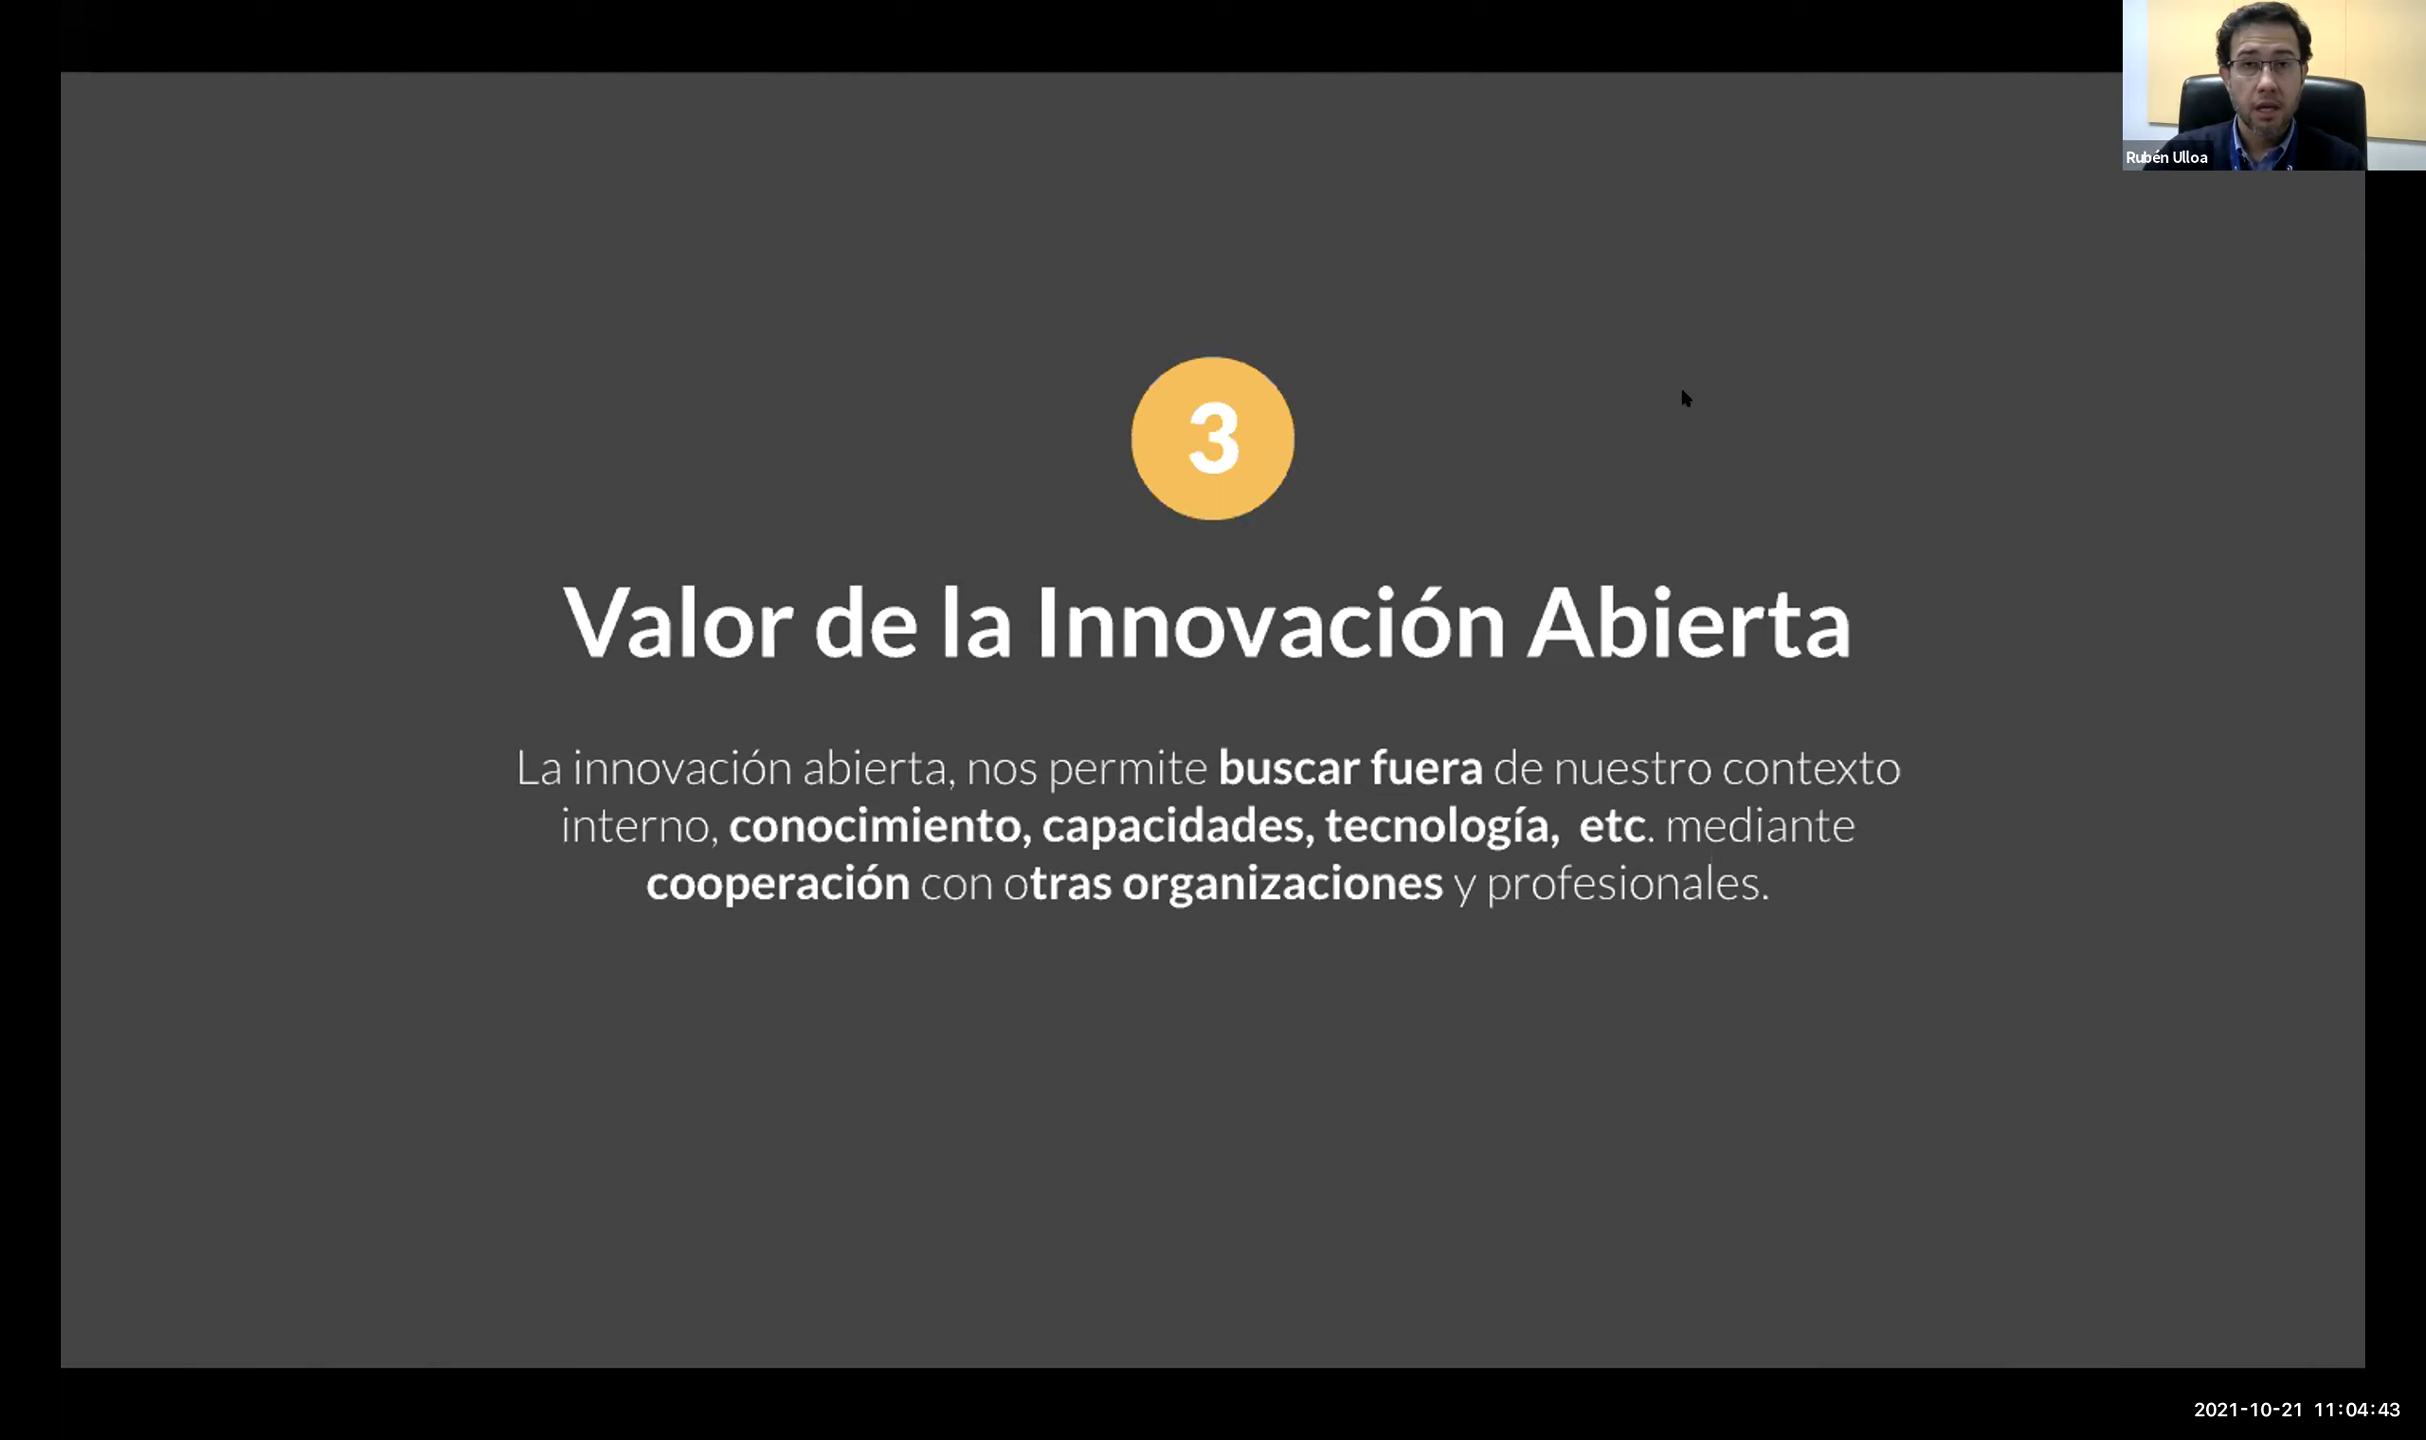 Rubén Ulloa
3
Valor de la Innovación Abierta
La innovación abierta, nos permite buscar fuera de nuestro contexto
interno, conocimiento, capacidades, tecnología, etc. mediante
cooperación con otras organizaciones y profesionales.
2021-10-21 11:04:43